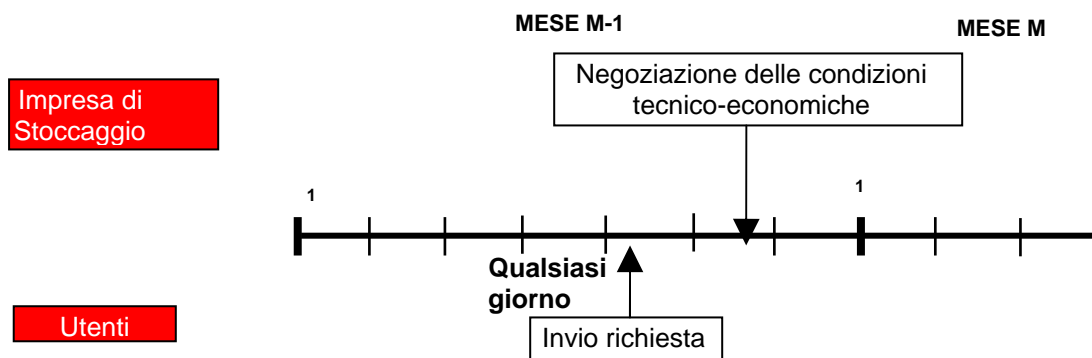 MESE M-1
MESE M
Impresa di
Stoccaggio
Negoziazione delle condizioni
tecnico-economiche
1
1
Qualsiasi
giorno
Utenti
Invio richiesta